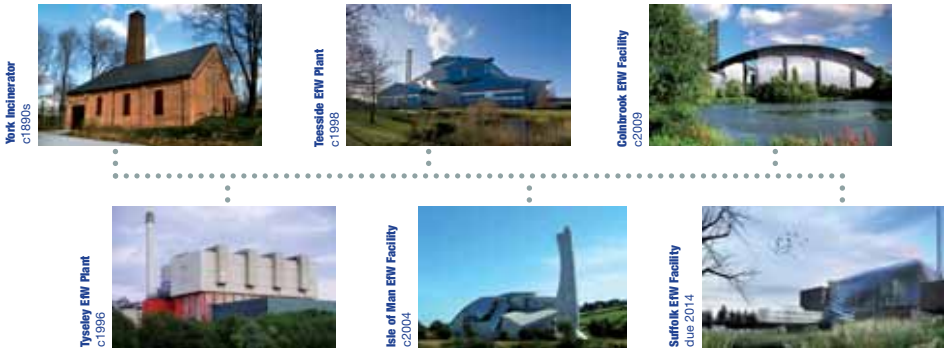 York Incinerator
c1890s
Teesside EfW Plant
c1998
Colnbrook EfW Facility
c2009
Tyseley EfW Plant
c1996
Isle of Man EfW Facility
c2004
Suffolk EfW Facility
due 2014